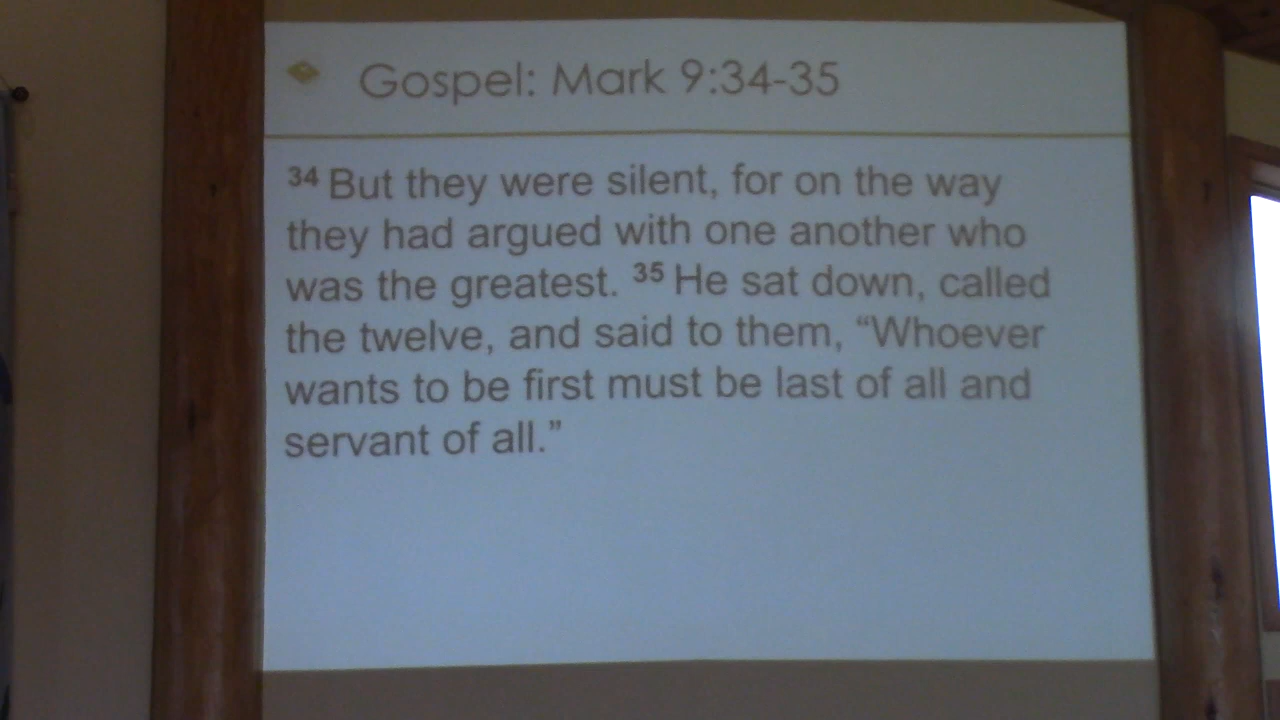 Gospel: Mark 9:34-35
34 But they were silent, for on the way
they had argued with one another who
was the greatest. 35 He sat down, called
the twelve, and said to them, “Whoever
wants to be first must be last of all and
servant of all.”